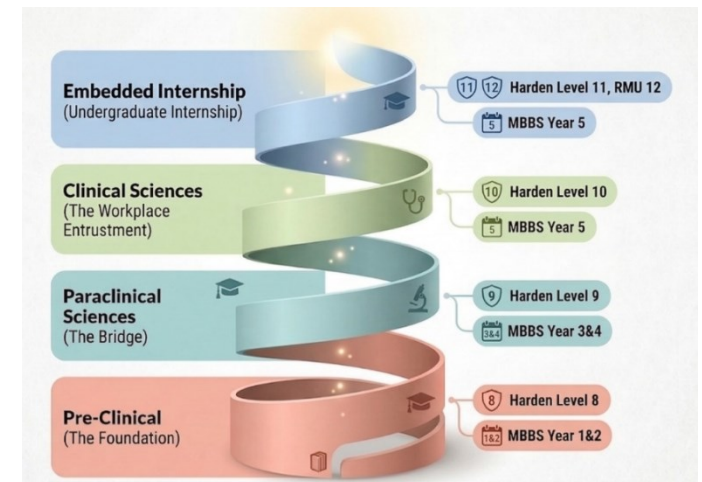 Embedded Internship
(Undergraduate Internship)
11 12 Harden Level 11, RMU 12
5 MBBS Year 5
Clinical Sciences
(The Workplace
Entrustment)
10 Harden Level 10
5 MBBS Year 5
Paraclinical
Sciences
(The Bridge)
9 Harden Level 9
3&4 MBBS Year 3&4
Pre-Clinical
(The Foundation)
8 Harden Level 8
1&2 MBBS Year 1&2